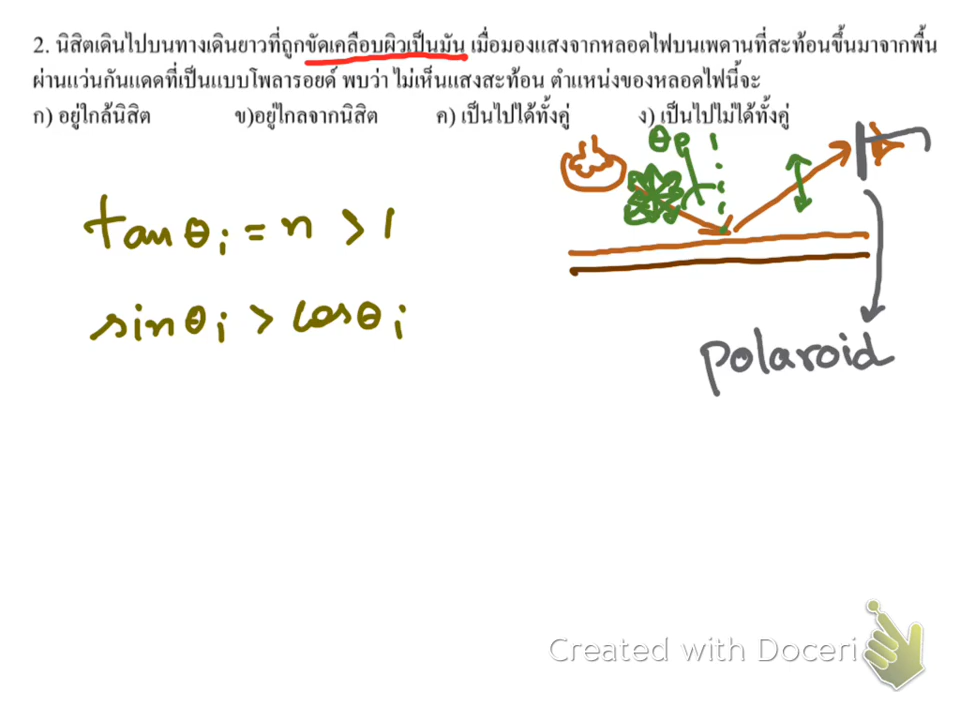 2. นิสิตเดินไปบนทางเดินยาวที่ถูกขัดเคลือบผิวเป็นมัน เมื่อมองแสงจากหลอดไฟบนเพดานที่สะท้อนขึ้นมาจากพื้น
ผ่านแว่นกันแดดที่เป็นแบบโพลารอยด์ พบว่า ไม่เห็นแสงสะท้อน ตำแหน่งของหลอดไฟนี้จะ
ก) อยู่ใกล้นิสิต ข)อยู่ไกลจากนิสิต ค) เป็นไปได้ทั้งคู่ ง) เป็นไปไม่ได้ทั้งคู่
θp
tan θi = n > 1
sin θi > cos θi
polaroid
Created with Doceri